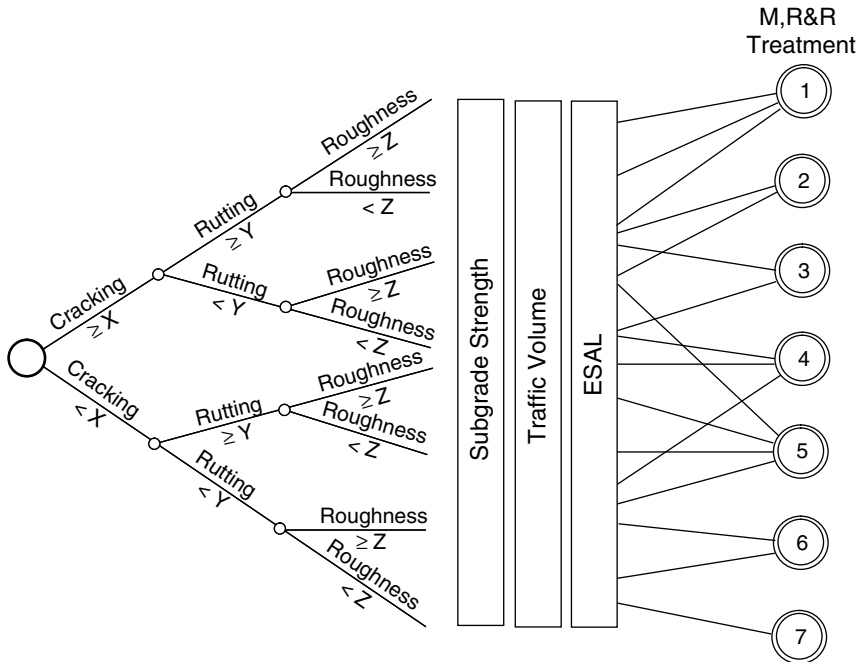 M,R&R
Treatment
Cracking
≥ X
Cracking
< X
Rutting
≥ Y
Rutting
< Y
Rutting
≥ Y
Rutting
< Y
Roughness
≥ Z
Roughness
< Z
Roughness
≥ Z
Roughness
< Z
Roughness
≥ Z
Roughness
< Z
Roughness
≥ Z
Roughness
< Z
Subgrade Strength
Traffic Volume
ESAL
1
2
3
4
5
6
7